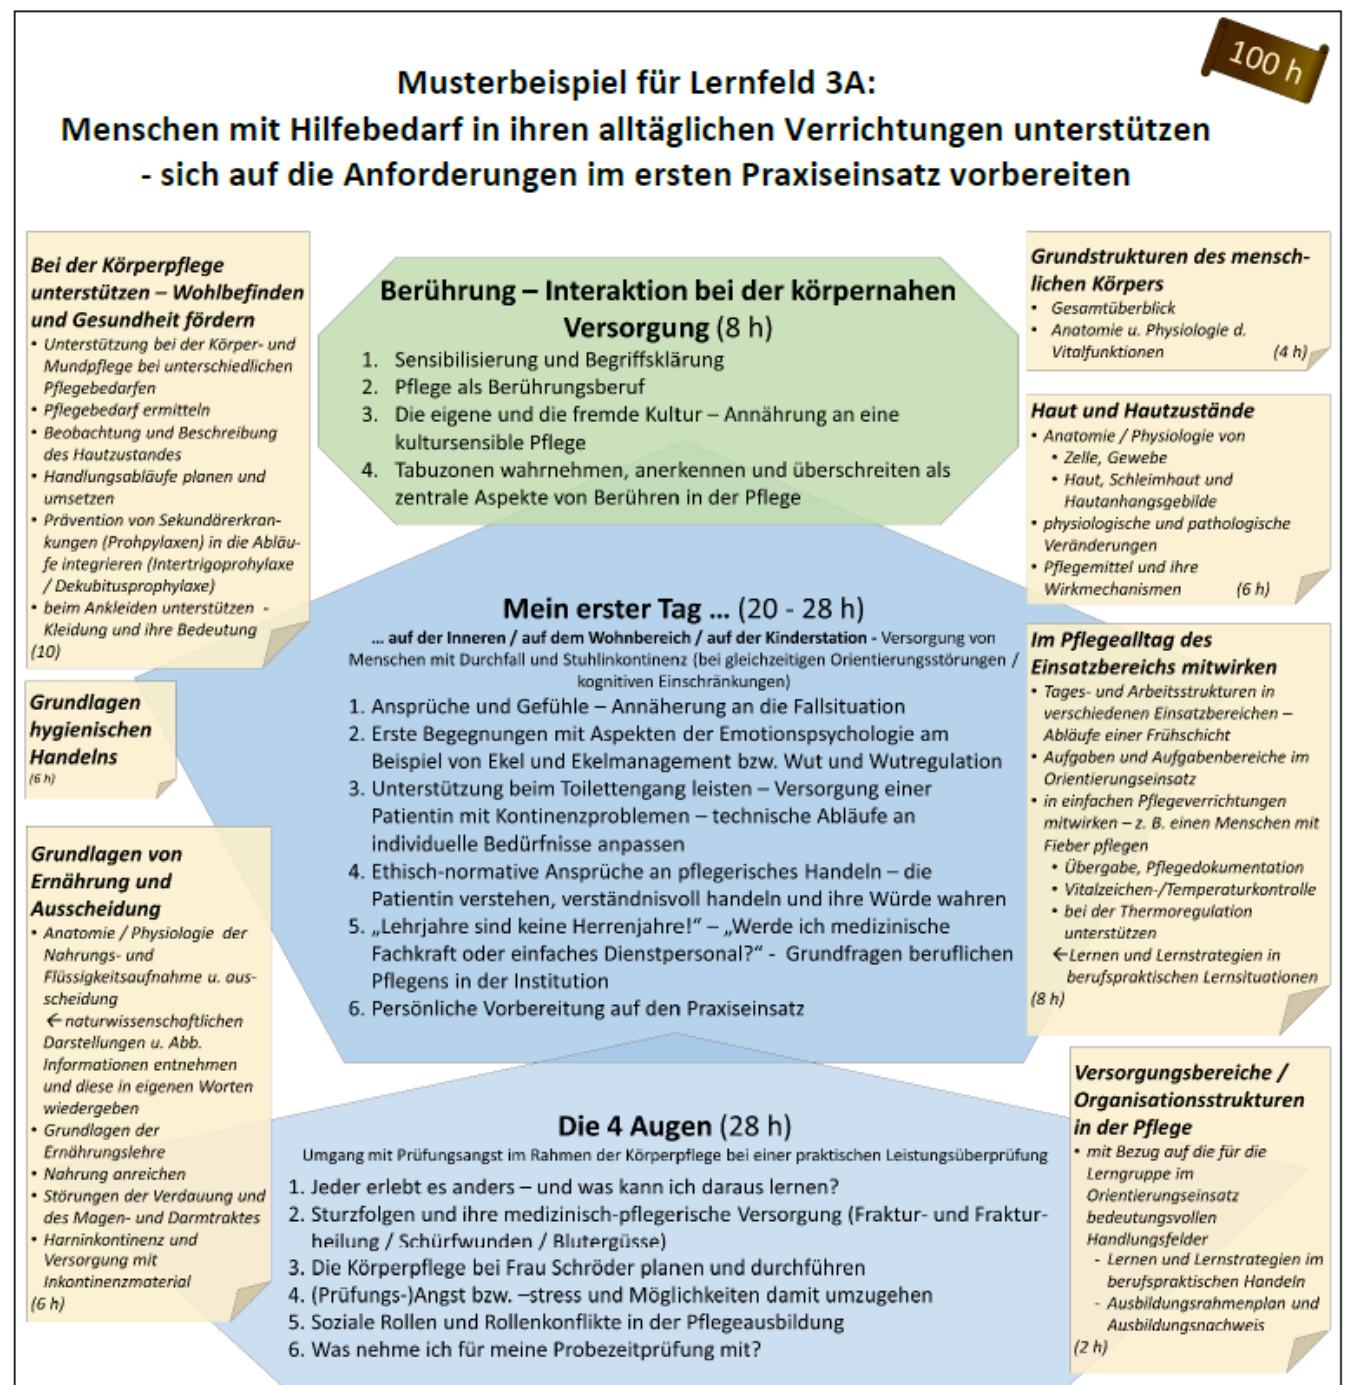 100 h
Musterbeispiel für Lernfeld 3A:
Menschen mit Hilfebedarf in ihren alltäglichen Verrichtungen unterstützen
- sich auf die Anforderungen im ersten Praxiseinsatz vorbereiten
Bei der Körperpflege
unterstützen – Wohlbefinden
und Gesundheit fördern
• Unterstützung bei der Körper- und
Mundpflege bei unterschiedlichen
Pflegebedarfen
• Pflegebedarf ermitteln
• Beobachtung und Beschreibung
des Hautzustandes
• Handlungsabläufe planen und
umsetzen
• Prävention von Sekundärerkran-
kungen (Prohpylaxen) in die Abläu-
fe integrieren (Intertrigoprohylaxe
/ Dekubitusprophylaxe)
• beim Ankleiden unterstützen -
Kleidung und ihre Bedeutung
(10)
Grundlagen
hygienischen
Handelns
(6 h)
Grundlagen von
Ernährung und
Ausscheidung
• Anatomie / Physiologie der
Nahrungs- und
Flüssigkeitsaufnahme u. aus-
scheidung
← naturwissenschaftlichen
Darstellungen u. Abb.
Informationen entnehmen
und diese in eigenen Worten
wiedergeben
• Grundlagen der
Ernährungslehre
• Nahrung anreichen
• Störungen der Verdauung und
des Magen- und Darmtraktes
• Harninkontinenz und
Versorgung mit
Inkontinenzmaterial
(6 h)
Berührung – Interaktion bei der körpernahen
Versorgung (8 h)
1. Sensibilisierung und Begriffsklärung
2. Pflege als Berührungsberuf
3. Die eigene und die fremde Kultur – Annährung an eine
kultursensible Pflege
4. Tabuzonen wahrnehmen, anerkennen und überschreiten als
zentrale Aspekte von Berühren in der Pflege
Mein erster Tag ... (20 - 28 h)
... auf der Inneren / auf dem Wohnbereich / auf der Kinderstation - Versorgung von
Menschen mit Durchfall und Stuhlinkontinenz (bei gleichzeitigen Orientierungsstörungen /
kognitiven Einschränkungen)
1. Ansprüche und Gefühle – Annäherung an die Fallsituation
2. Erste Begegnungen mit Aspekten der Emotionspsychologie am
Beispiel von Ekel und Ekelmanagement bzw. Wut und Wutregulation
3. Unterstützung beim Toilettengang leisten – Versorgung einer
Patientin mit Kontinenzproblemen – technische Abläufe an
individuelle Bedürfnisse anpassen
4. Ethisch-normative Ansprüche an pflegerisches Handeln – die
Patientin verstehen, verständnisvoll handeln und ihre Würde wahren
5. „Lehrjahre sind keine Herrenjahre!“ – „Werde ich medizinische
Fachkraft oder einfaches Dienstpersonal?“ - Grundfragen beruflichen
Pflegens in der Institution
6. Persönliche Vorbereitung auf den Praxiseinsatz
Die 4 Augen (28 h)
Umgang mit Prüfungsangst im Rahmen der Körperpflege bei einer praktischen Leistungsüberprüfung
1. Jeder erlebt es anders – und was kann ich daraus lernen?
2. Sturzfolgen und ihre medizinisch-pflegerische Versorgung (Fraktur- und Fraktur-
heilung / Schürfwunden / Blutergüsse)
3. Die Körperpflege bei Frau Schröder planen und durchführen
4. (Prüfungs-)Angst bzw. –stress und Möglichkeiten damit umzugehen
5. Soziale Rollen und Rollenkonflikte in der Pflegeausbildung
6. Was nehme ich für meine Probezeitprüfung mit?
Grundstrukturen des mensch-
lichen Körpers
• Gesamtüberblick
• Anatomie u. Physiologie d.
Vitalfunktionen (4 h)
Haut und Hautzustände
• Anatomie / Physiologie von
• Zelle, Gewebe
• Haut, Schleimhaut und
Hautanhangsgebilde
• physiologische und pathologische
Veränderungen
• Pflegemittel und ihre
Wirkmechanismen (6 h)
Im Pflegealltag des
Einsatzbereichs mitwirken
• Tages- und Arbeitsstrukturen in
verschiedenen Einsatzbereichen –
Abläufe einer Frühschicht
• Aufgaben und Aufgabenbereiche im
Orientierungseinsatz
• in einfachen Pflegeverrichtungen
mitwirken – z. B. einen Menschen mit
Fieber pflegen
• Übergabe, Pflegedokumentation
• Vitalzeichen-/Temperaturkontrolle
• bei der Thermoregulation
unterstützen
←Lernen und Lernstrategien in
berufspraktischen Lernsituationen
(8 h)
Versorgungsbereiche /
Organisationsstrukturen
in der Pflege
• mit Bezug auf die für die
Lerngruppe im
Orientierungseinsatz
bedeutungsvollen
Handlungsfelder
- Lernen und Lernstrategien im
berufspraktischen Handeln
- Ausbildungsrahmenplan und
Ausbildungsnachweis
(2 h)